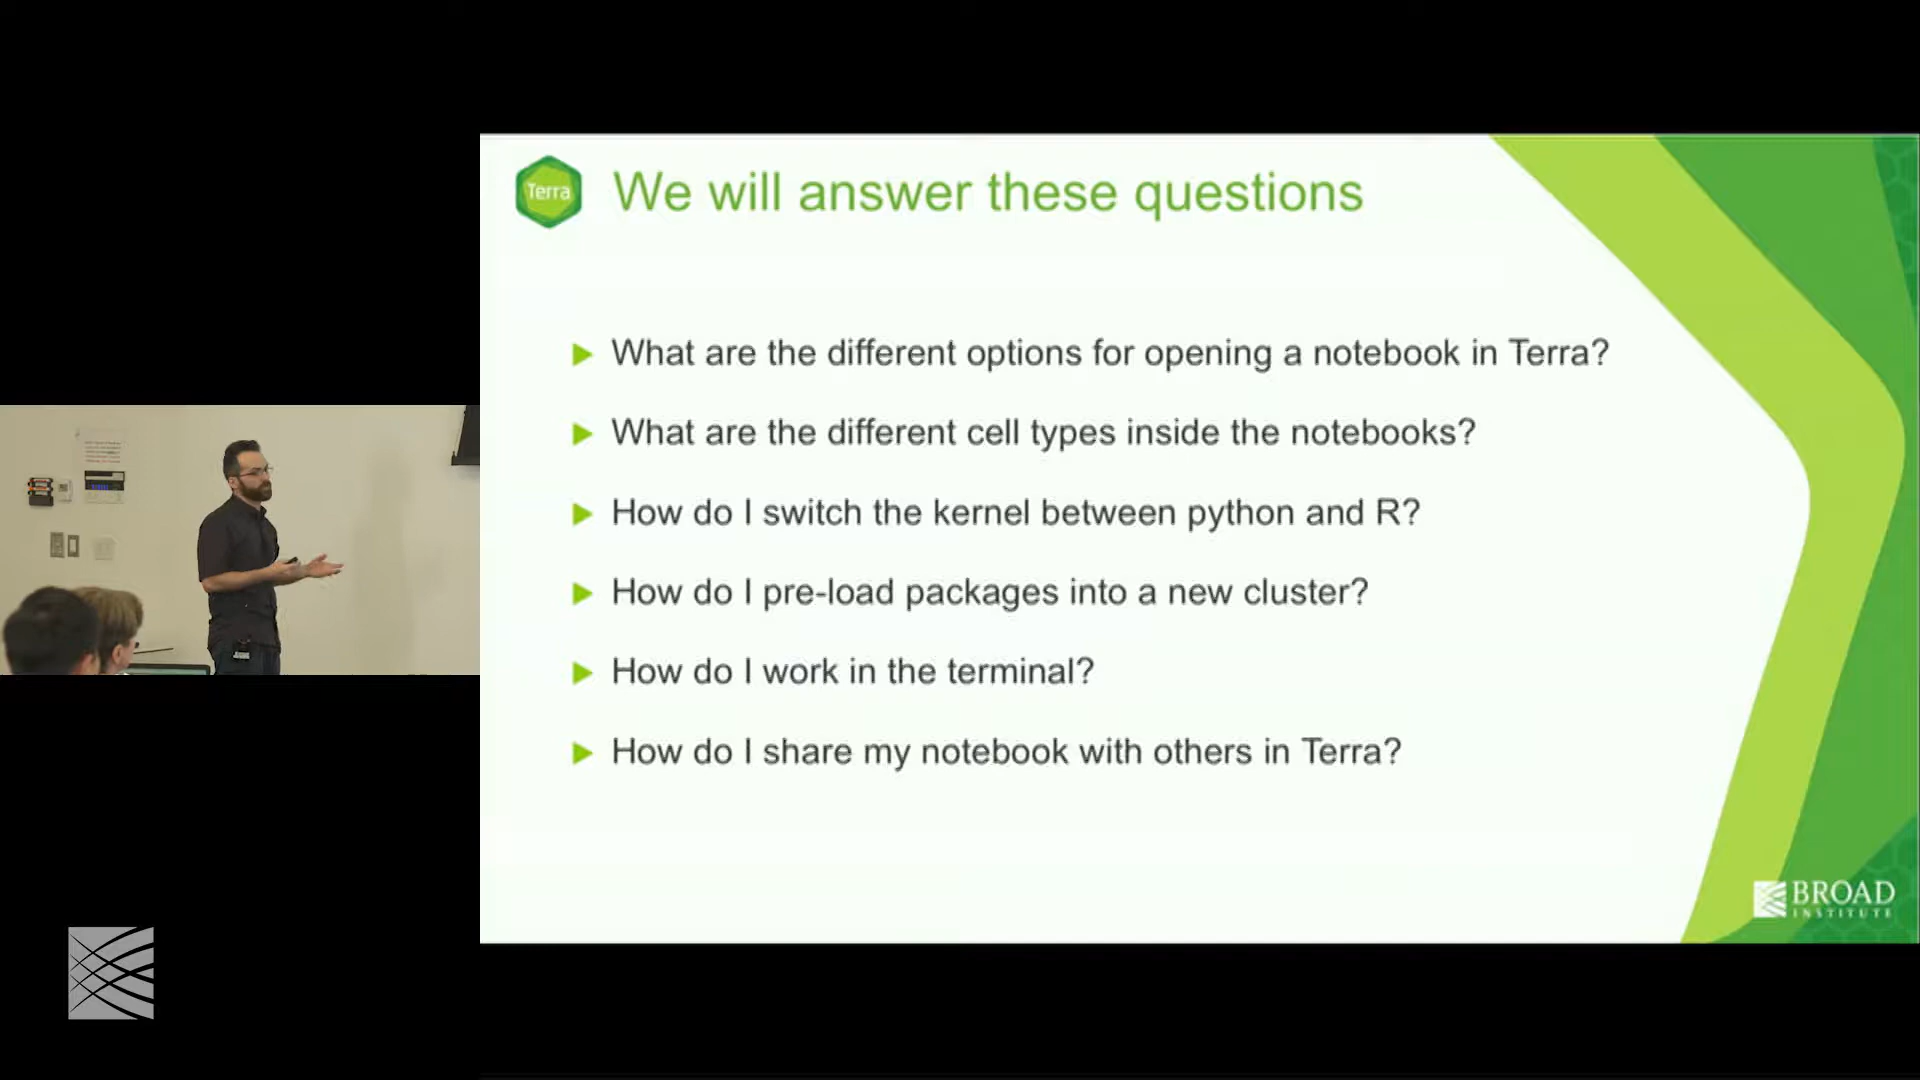 Terra
We will answer these questions
What are the different options for opening a notebook in Terra?
What are the different cell types inside the notebooks?
How do I switch the kernel between python and R?
How do I pre-load packages into a new cluster?
How do I work in the terminal?
How do I share my notebook with others in Terra?
BROAD
INSTITUTE